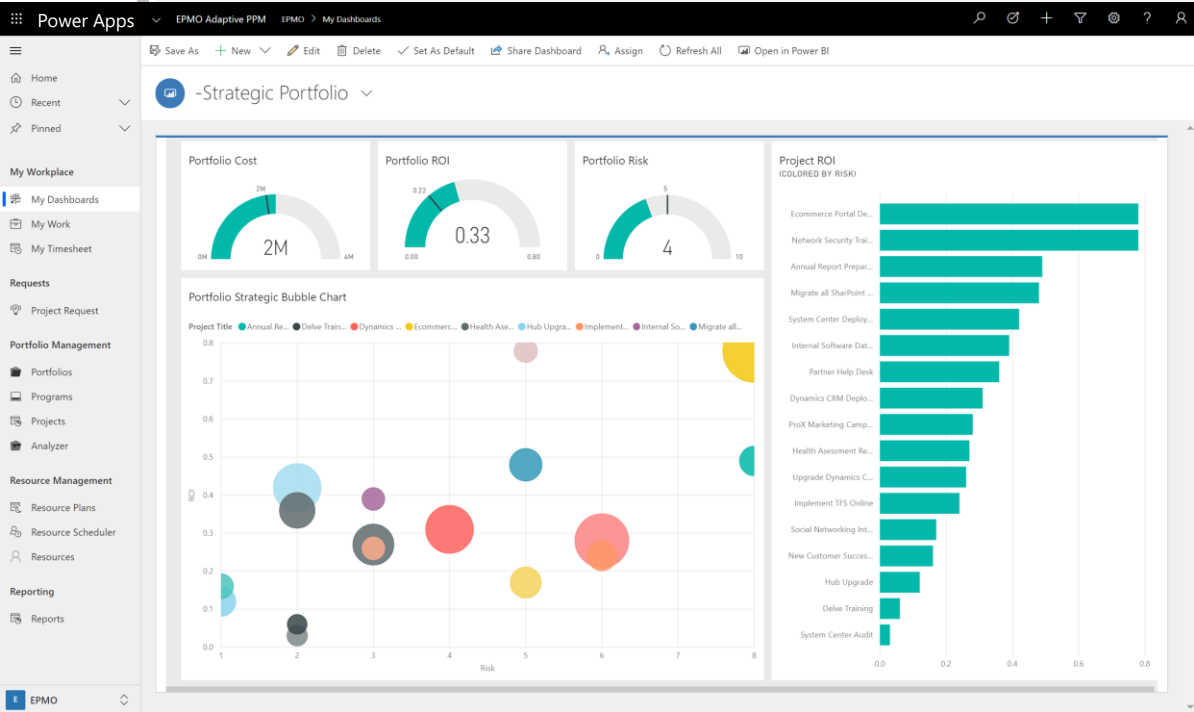 Power Apps EPMO Adaptive PPM EPMO > My Dashboards
Save As New Edit Delete Set As Default Share Dashboard Assign Refresh All Open in Power BI
Home
Recent
Pinned
My Workplace
My Dashboards
My Work
My Timesheet
Requests
Project Request
Portfolio Management
Portfolios
Programs
Projects
Analyzer
Resource Management
Resource Plans
Resource Scheduler
Resources
Reporting
Reports
E EPMO
-Strategic Portfolio
Portfolio Cost
2M
2M
0M 4M
Portfolio ROI
0.22
0.33
0.00 0.80
Portfolio Risk
5
4
0 10
Portfolio Strategic Bubble Chart
Project Title Annual Re... Delve Train... Dynamics ... Ecommerc... Health Ase... Hub Upgra... Implement... Internal So... Migrate all...
0.8
0.7
0.6
0.5
0.4
0.3
0.2
0.1
0.0
ROI
1 2 3 4 5 6 7 8
Risk
Project ROI
(COLORED BY RISK)
Ecommerce Portal De...
Network Security Trai...
Annual Report Prepar...
Migrate all SharPoint ...
System Center Deploy...
Internal Software Dat...
Partner Help Desk
Dynamics CRM Deplo...
ProX Marketing Camp...
Health Asessment Re...
Upgrade Dynamics C...
Implement TFS Online
Social Networking Int...
New Customer Succes...
Hub Upgrade
Delve Training
System Center Audit
0.0 0.2 0.4 0.6 0.8